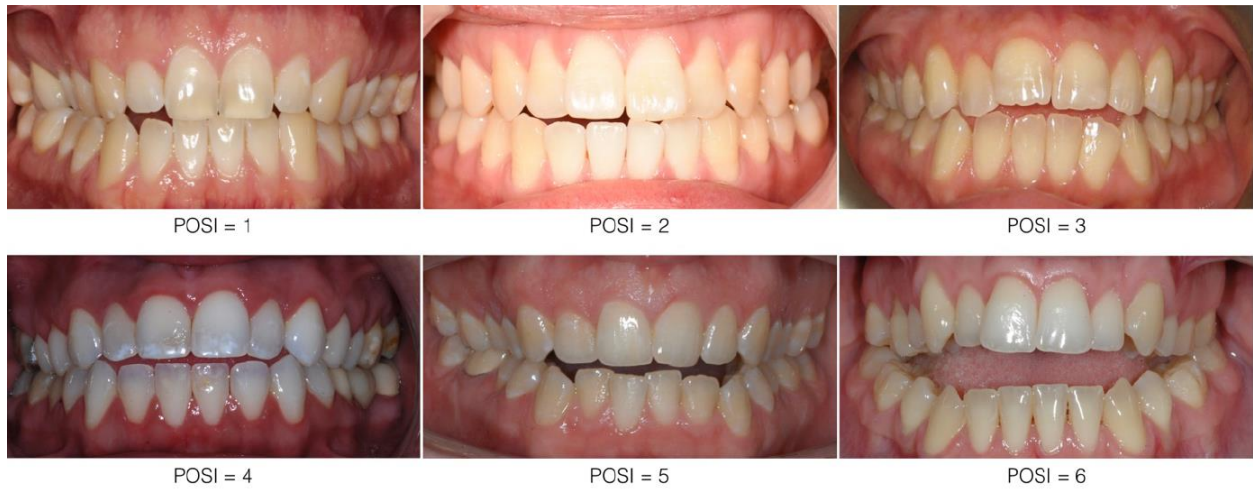 POSI = 1
POSI = 2
POSI = 3
POSI = 4
POSI = 5
POSI = 6